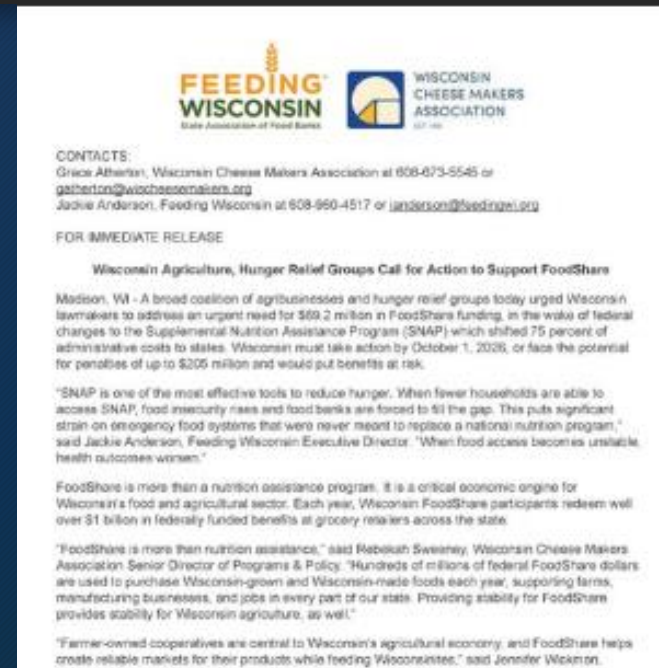 FEEDING
WISCONSIN
State Association of Food Banks
WISCONSIN
CHEESE MAKERS
ASSOCIATION
CONTACTS:
Grace Atherton, Wisconsin Cheese Makers Association at 608-673-5545 or
gatherton@wischeesemakers.org
Jackie Anderson, Feeding Wisconsin at 608-960-4517 or janderson@feedingwi.org
FOR IMMEDIATE RELEASE
Wisconsin Agriculture, Hunger Relief Groups Call for Action to Support FoodShare
Madison, WI - A broad coalition of agribusinesses and hunger relief groups today urged Wisconsin
lawmakers to address an urgent need for $69.2 million in FoodShare funding, in the wake of federal
changes to the Supplemental Nutrition Assistance Program (SNAP) which shifted 75 percent of
administrative costs to states. Wisconsin must take action by October 1, 2026, or face the potential
for penalties of up to $205 million and would put benefits at risk.
"SNAP is one of the most effective tools to reduce hunger. When fewer households are able to
access SNAP, food insecurity rises and food banks are forced to fill the gap. This puts significant
strain on emergency food systems that were never meant to replace a national nutrition program,"
said Jackie Anderson, Feeding Wisconsin Executive Director. "When food access becomes unstable,
health outcomes worsen."
FoodShare is more than a nutrition assistance program. It is a critical economic engine for
Wisconsin's food and agricultural sector. Each year, Wisconsin FoodShare participants redeem well
over $1 billion in federally funded benefits at grocery retailers across the state.
"FoodShare is more than nutrition assistance," said Rebekah Sweeney, Wisconsin Cheese Makers
Association Senior Director of Programs & Policy. "Hundreds of millions of federal FoodShare dollars
are used to purchase Wisconsin-grown and Wisconsin-made foods each year, supporting farms,
manufacturing businesses, and jobs in every part of our state. Providing stability for FoodShare
provides stability for Wisconsin agriculture, as well."
"Farmer-owned cooperatives are central to Wisconsin's agricultural economy, and FoodShare helps
create reliable markets for their products while feeding Wisconsinites," said Jennifer Wickman,